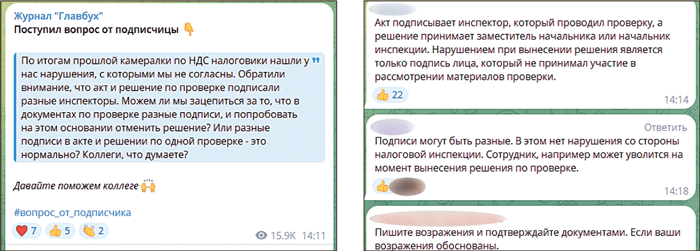 Журнал "Главбух"
Поступил вопрос от подписчицы 👇
По итогам прошлой камералки по НДС налоговики нашли у
нас нарушения, с которыми мы не согласны. Обратили
внимание, что акт и решение по проверке подписали
разные инспекторы. Можем ли мы зацепиться за то, что в
документах по проверке разные подписи, и попробовать
на этом основании отменить решение? Или разные
подписи в акте и решении по одной проверке - это
нормально? Коллеги, что думаете?
Давайте поможем коллеге 🙌
#вопрос_от_подписчика
❤️ 7 👍 5 👏 2 15.9K 14:11
Акт подписывает инспектор, который проводил проверку, а
решение принимает заместитель начальника или начальник
инспекции. Нарушением при вынесении решения является
только подпись лица, который не принимал участие в
рассмотрении материалов проверки.
👍 22 14:14
Ответить
Подписи могут быть разные. В этом нет нарушения со стороны
налоговой инспекции. Сотрудник, например может уволится на
момент вынесения решения по проверке.
👍 14:18
Пишите возражения и подтверждайте документами. Если ваши
возражения обоснованы.